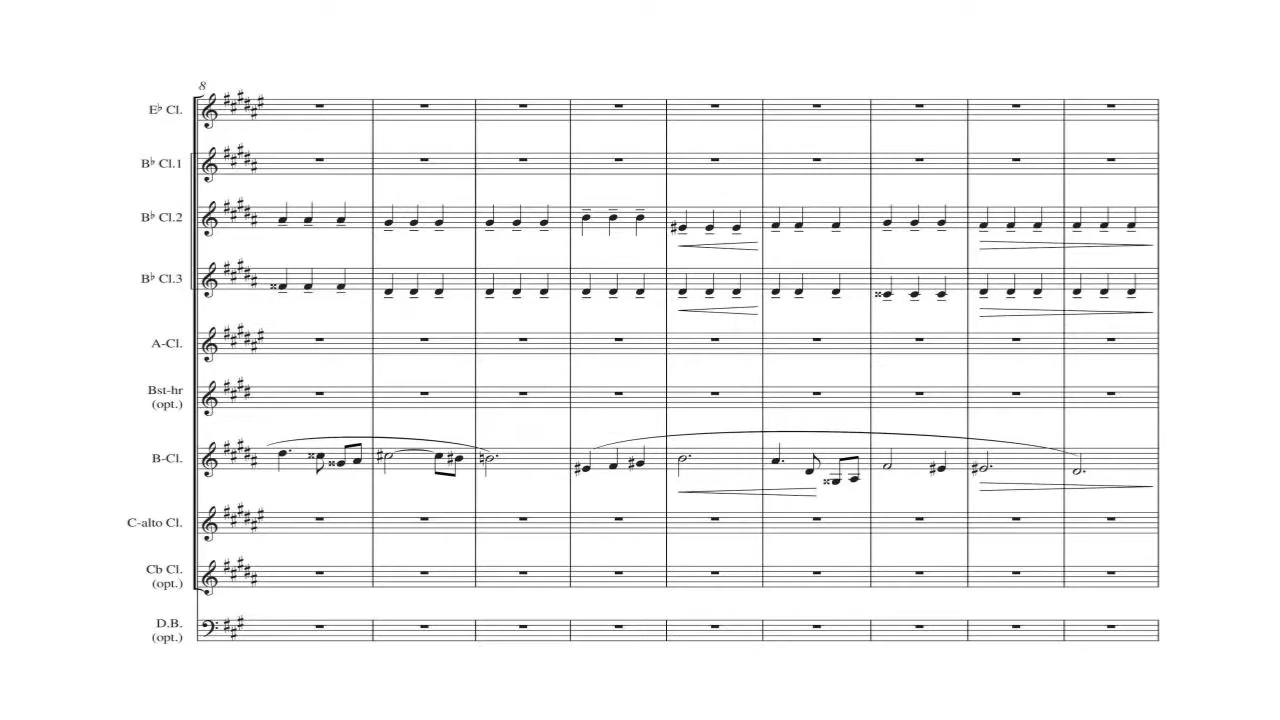 8
E♭ Cl.
B♭ Cl.1
B♭ Cl.2
B♭ Cl.3
A-Cl.
Bst-hr
(opt.)
B-Cl.
C-alto Cl.
Cb Cl.
(opt.)
D.B.
(opt.)